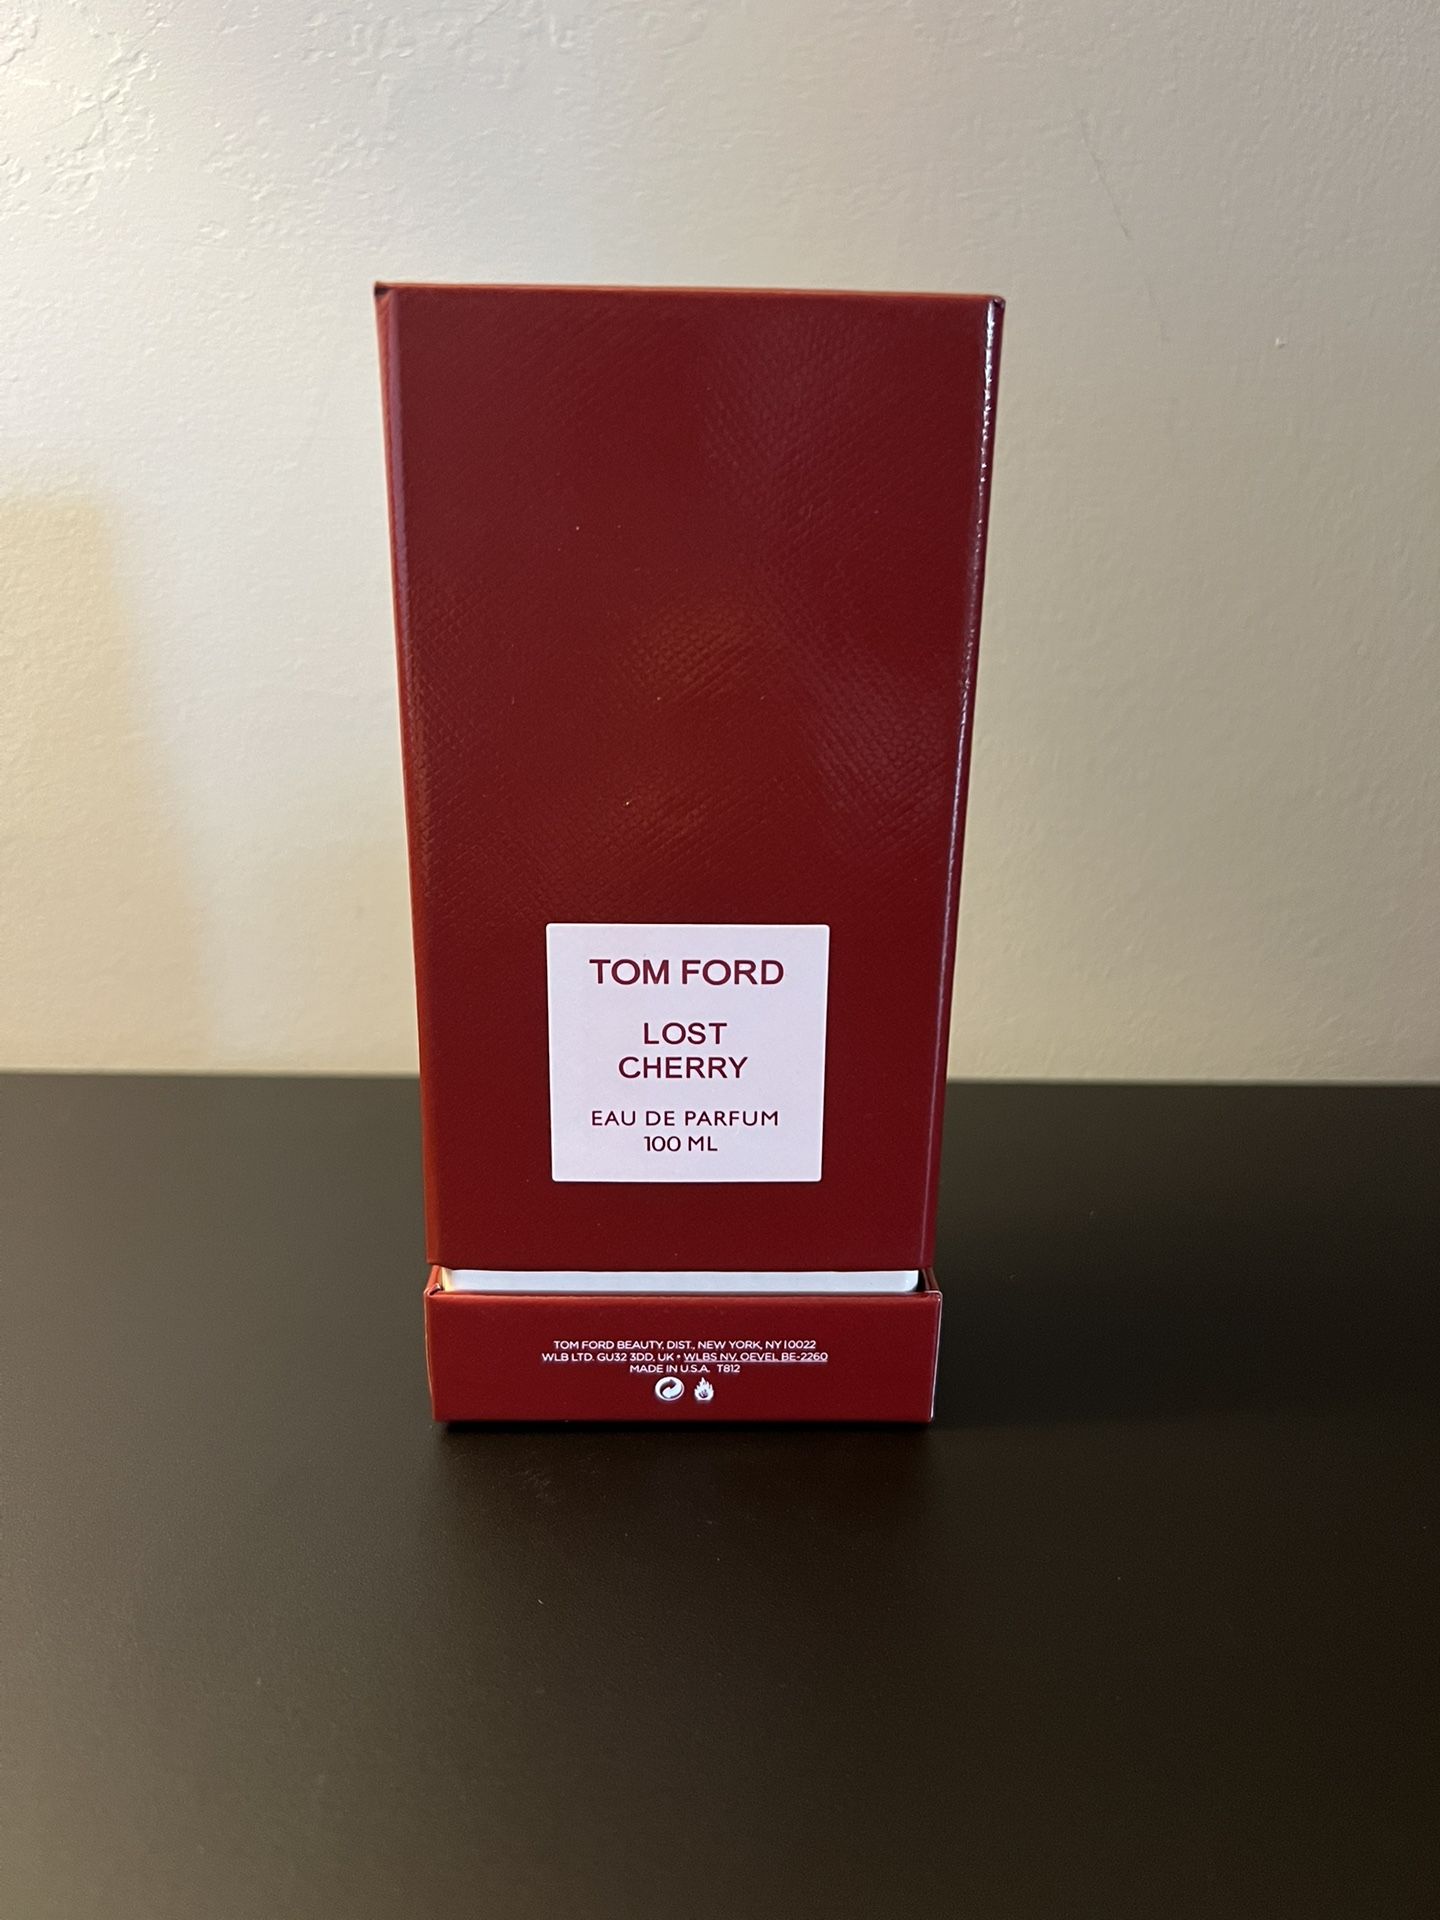 TOM FORD
LOST
CHERRY
EAU DE PARFUM
100 ML
TOM FORD BEAUTY, DIST., NEW YORK, NY 10022
WLB LTD. GU32 3DD, UK • WLBS NV, OEVEL BE-2260
MADE IN U.S.A. T812